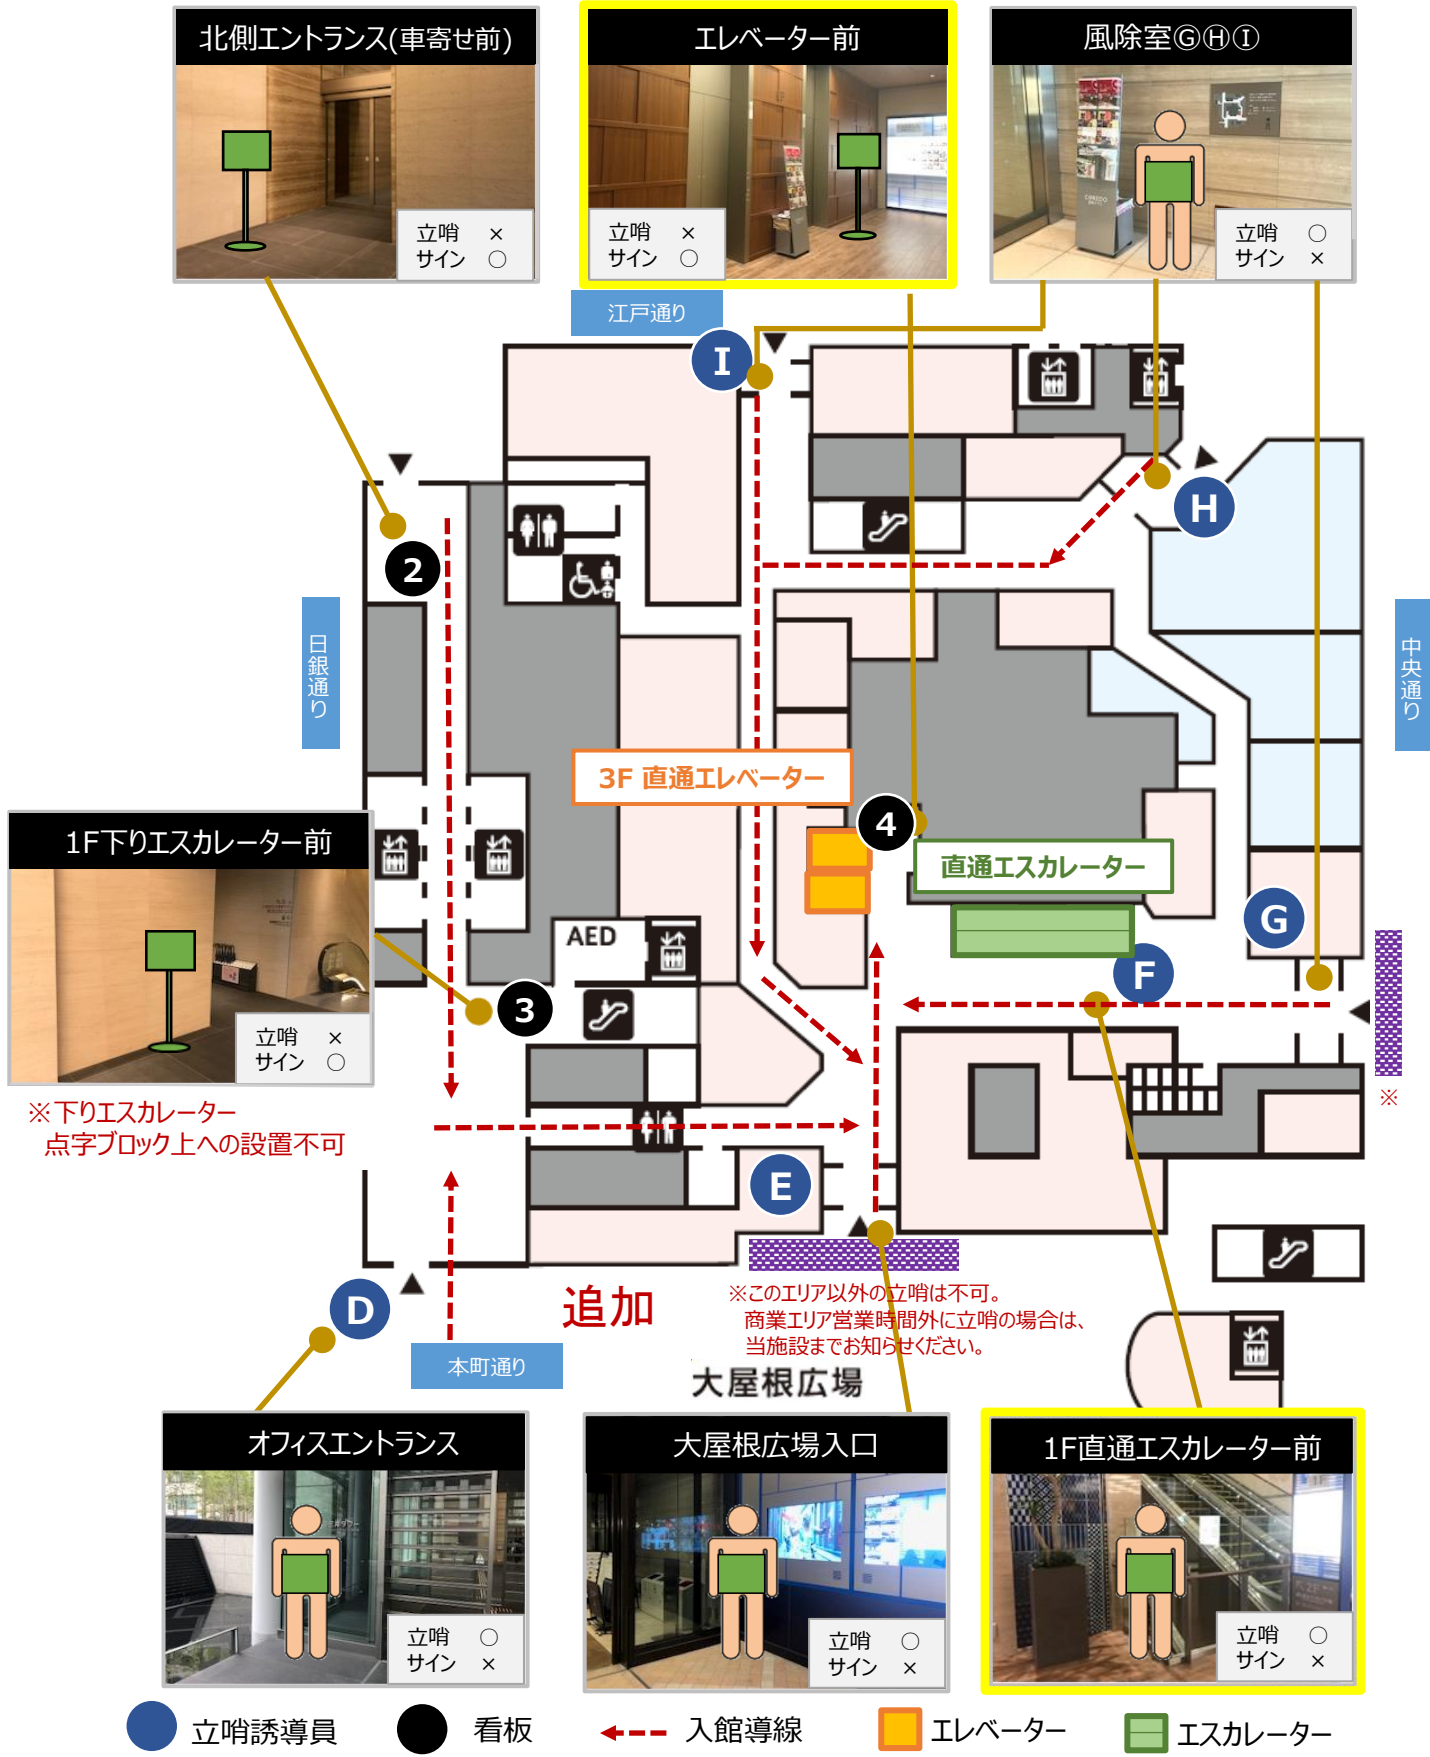 北側エントランス(車寄せ前)
立哨 ×
サイン ○
エレベーター前
立哨 ×
サイン ○
風除室ⒼⒽⒾ
立哨 ○
サイン ×
江戸通り
I
H
2
日銀通り
中央通り
3F 直通エレベーター
4
直通エスカレーター
1F下りエスカレーター前
立哨 ×
サイン ○
※下りエスカレーター
点字ブロック上への設置不可
AED
3
G
F
※
E
D
追加
※このエリア以外の立哨は不可。
商業エリア営業時間外に立哨の場合は、
当施設までお知らせください。
本町通り
大屋根広場
オフィスエントランス
立哨 ○
サイン ×
大屋根広場入口
立哨 ○
サイン ×
1F直通エスカレーター前
立哨 ○
サイン ×
立哨誘導員
看板
入館導線
エレベーター
エスカレーター